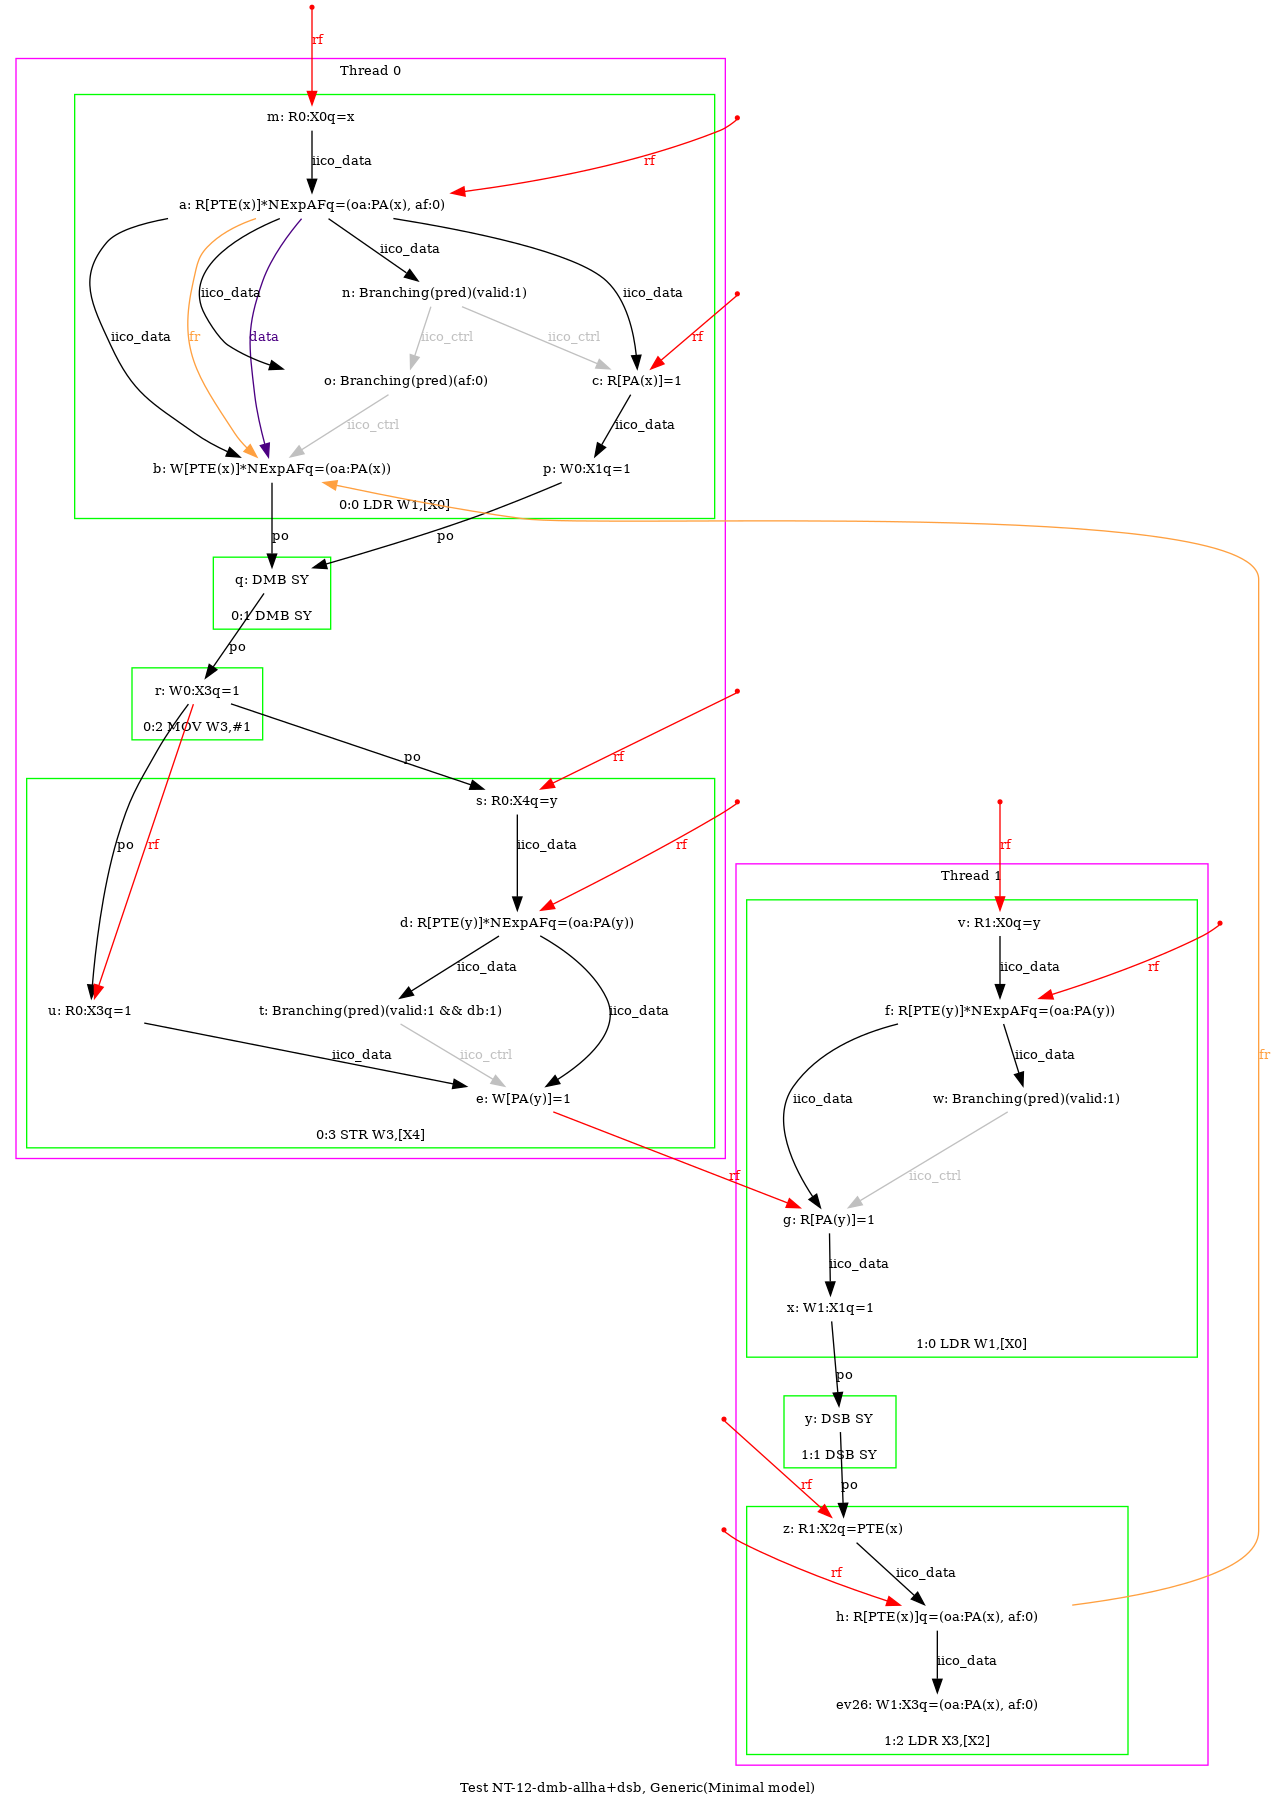 rf
Thread 0
m: R0:X0q=x
iico_data
rf
a: R[PTE(x)]*NExpAFq=(oa:PA(x), af:0)
iico_data
iico_data
iico_data
n: Branching(pred)(valid:1)
iico_data
fr
data
iico_ctrl
iico_ctrl
rf
o: Branching(pred)(af:0)
c: R[PA(x)]=1
iico_ctrl
iico_data
b: W[PTE(x)]*NExpAFq=(oa:PA(x))
p: W0:X1q=1
0:0 LDR W1,[X0]
po
po
q: DMB SY
0:1 DMB SY
po
r: W0:X3q=1
0:2 MOV W3,#1
po
rf
s: R0:X4q=y
po
rf
iico_data
rf
rf
Thread 1
d: R[PTE(y)]*NExpAFq=(oa:PA(y))
v: R1:X0q=y
iico_data
iico_data
rf
u: R0:X3q=1
t: Branching(pred)(valid:1 && db:1)
iico_data
f: R[PTE(y)]*NExpAFq=(oa:PA(y))
iico_data
iico_ctrl
iico_data
fr
e: W[PA(y)]=1
iico_data
w: Branching(pred)(valid:1)
0:3 STR W3,[X4]
rf
iico_ctrl
g: R[PA(y)]=1
iico_data
x: W1:X1q=1
1:0 LDR W1,[X0]
po
y: DSB SY
1:1 DSB SY
rf
po
z: R1:X2q=PTE(x)
rf
iico_data
h: R[PTE(x)]q=(oa:PA(x), af:0)
iico_data
ev26: W1:X3q=(oa:PA(x), af:0)
1:2 LDR X3,[X2]
Test NT-12-dmb-allha+dsb, Generic(Minimal model)